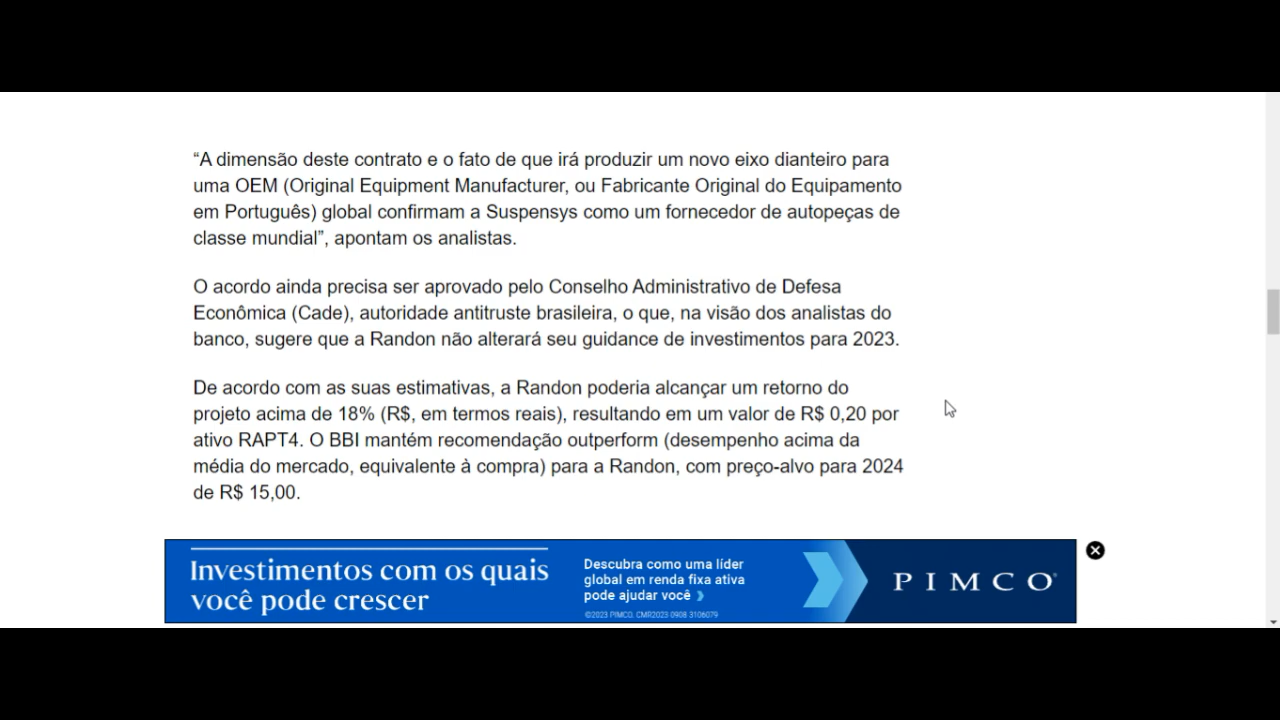 “A dimensão deste contrato e o fato de que irá produzir um novo eixo dianteiro para
uma OEM (Original Equipment Manufacturer, ou Fabricante Original do Equipamento
em Português) global confirmam a Suspensys como um fornecedor de autopeças de
classe mundial”, apontam os analistas.
O acordo ainda precisa ser aprovado pelo Conselho Administrativo de Defesa
Econômica (Cade), autoridade antitruste brasileira, o que, na visão dos analistas do
banco, sugere que a Randon não alterará seu guidance de investimentos para 2023.
De acordo com as suas estimativas, a Randon poderia alcançar um retorno do
projeto acima de 18% (R$, em termos reais), resultando em um valor de R$ 0,20 por
ativo RAPT4. O BBI mantém recomendação outperform (desempenho acima da
média do mercado, equivalente à compra) para a Randon, com preço-alvo para 2024
de R$ 15,00.
Investimentos com os quais
você pode crescer
Descubra como uma líder
global em renda fixa ativa
pode ajudar você
©2023 PIMCO. CMR2023-0908-3106079
PIMCO